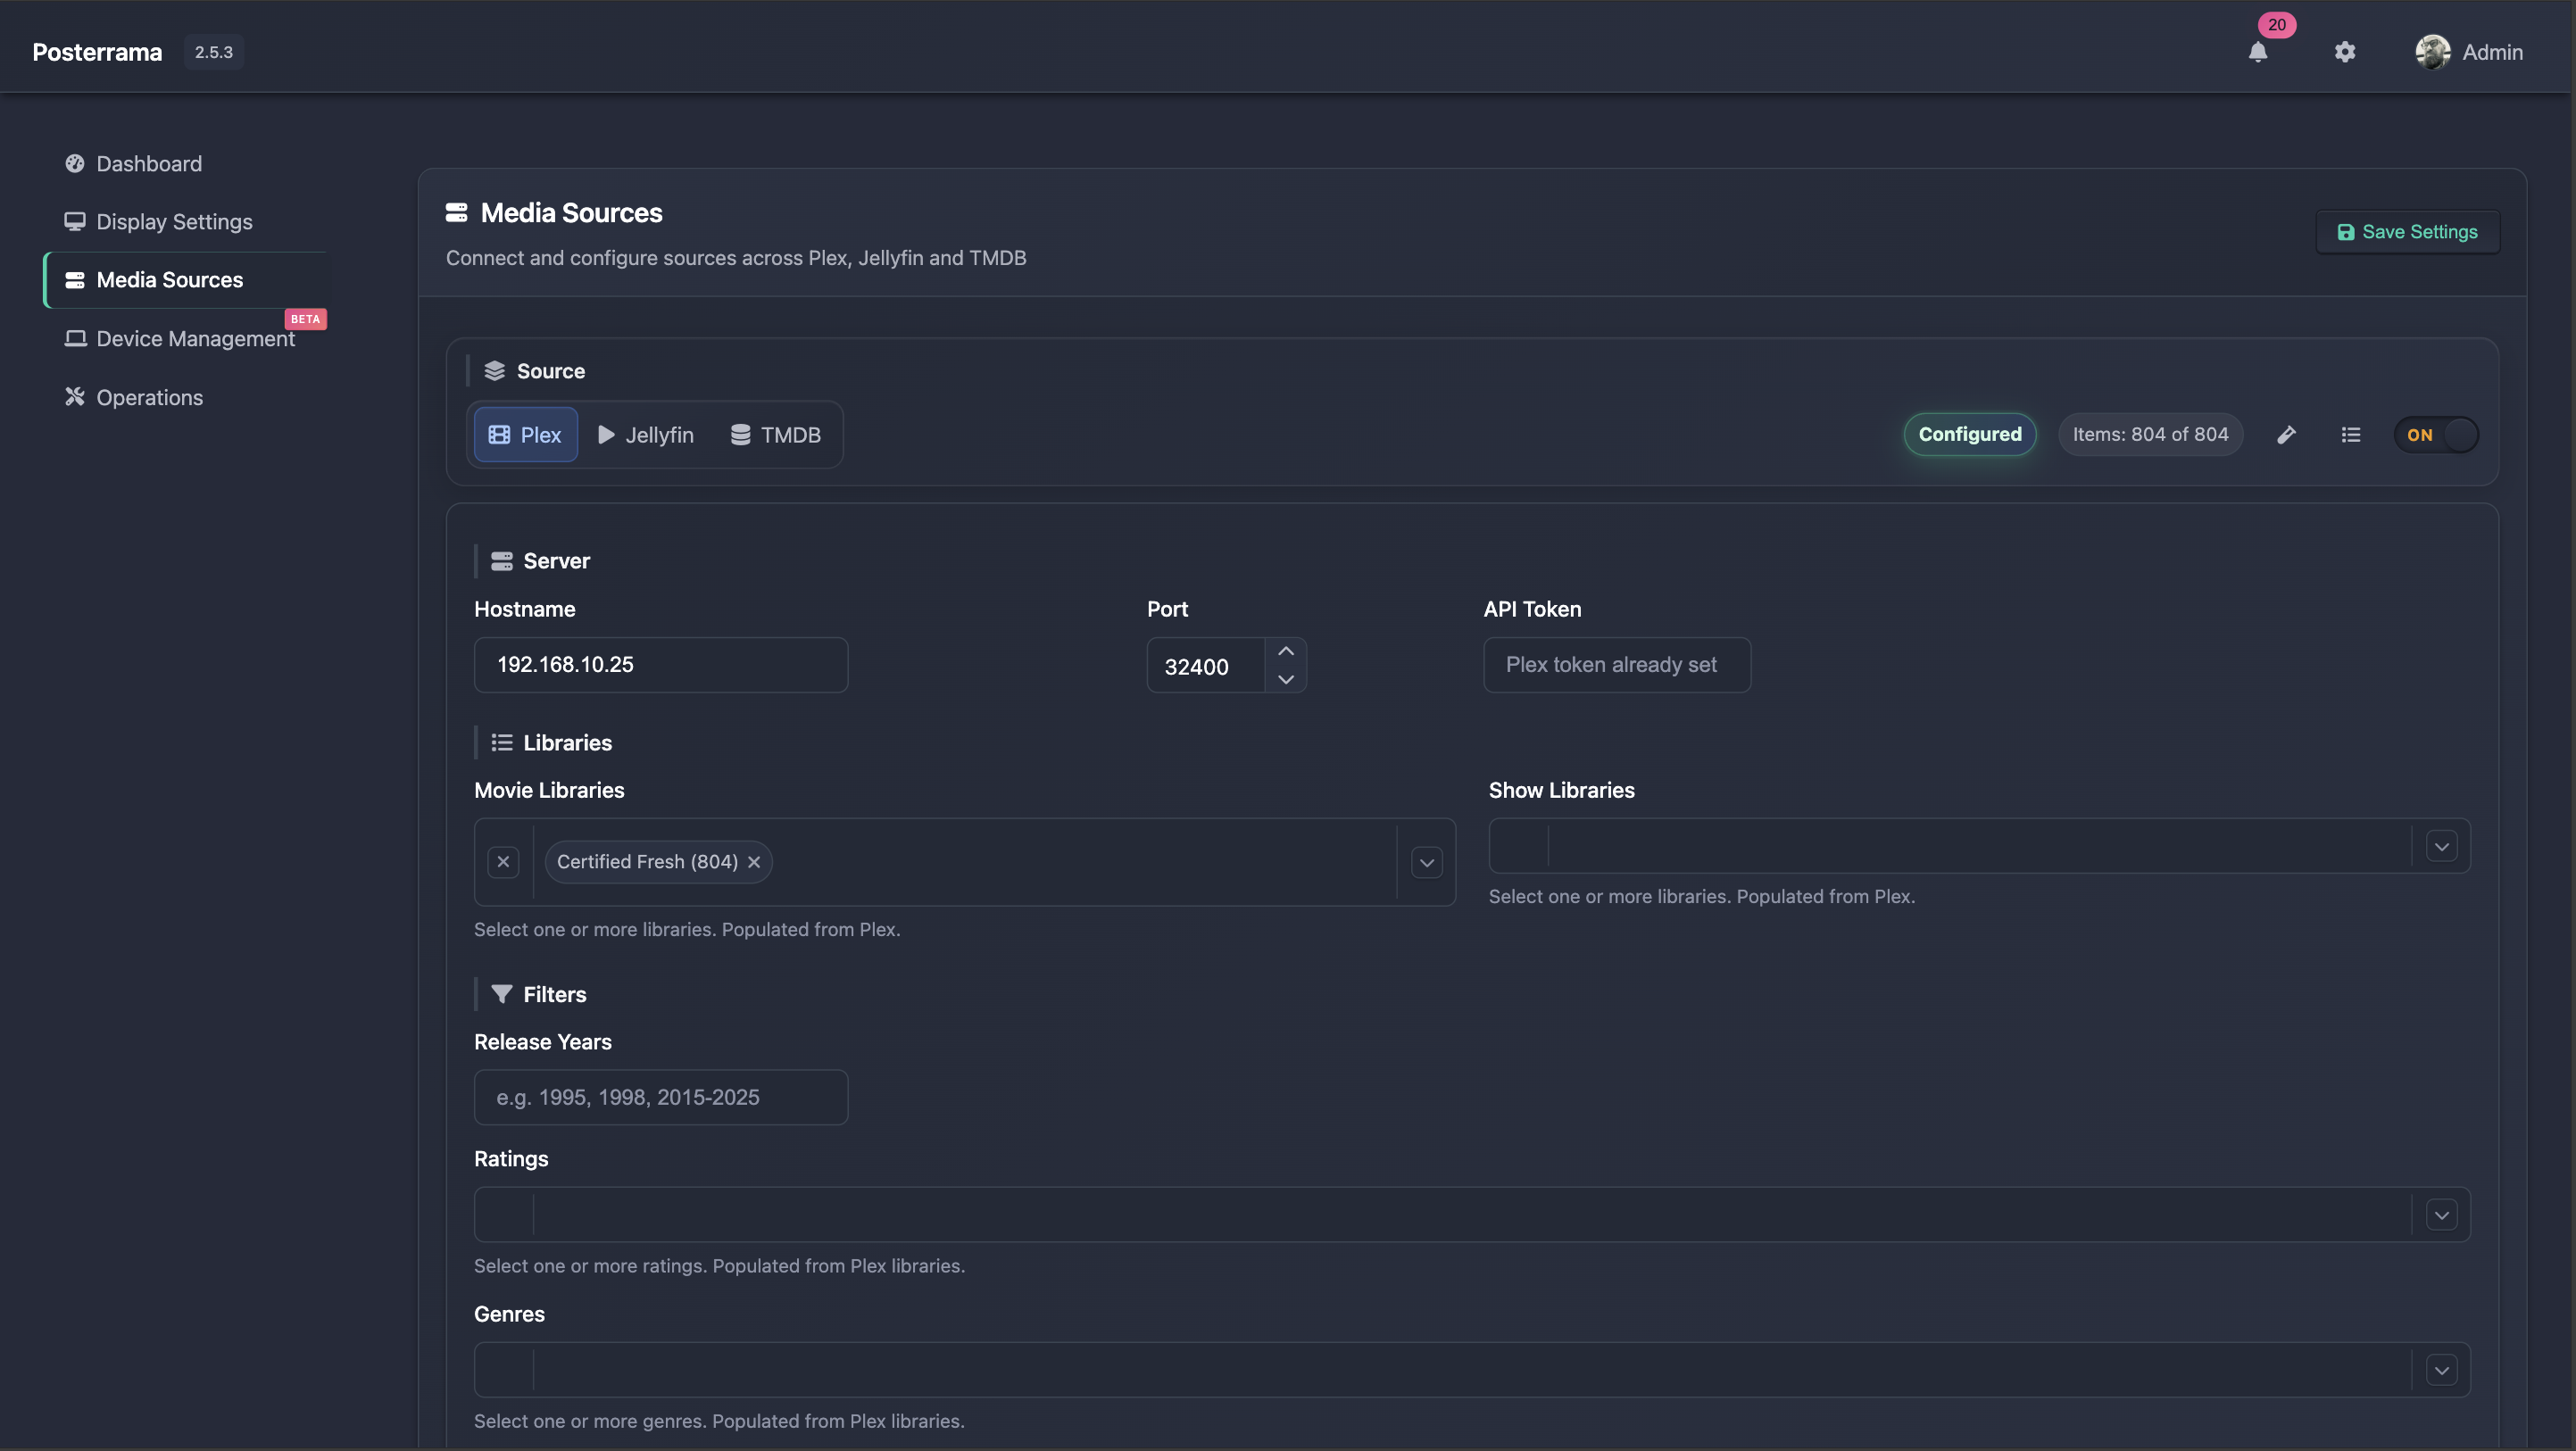 Posterrama 2.5.3
20
Admin
Dashboard
Display Settings
Media Sources
BETA
Device Management
Operations
Media Sources
Connect and configure sources across Plex, Jellyfin and TMDB
Save Settings
Source
Plex Jellyfin TMDB
Configured Items: 804 of 804 ON
Server
Hostname Port API Token
192.168.10.25 32400 Plex token already set
Libraries
Movie Libraries
Certified Fresh (804)
Select one or more libraries. Populated from Plex.
Show Libraries
Select one or more libraries. Populated from Plex.
Filters
Release Years
e.g. 1995, 1998, 2015-2025
Ratings
Select one or more ratings. Populated from Plex libraries.
Genres
Select one or more genres. Populated from Plex libraries.